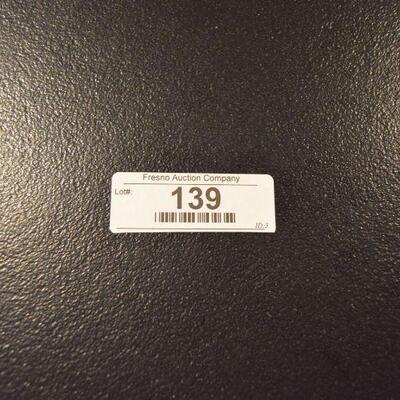 Fresno Auction Company
Lot#: 139
ID:3